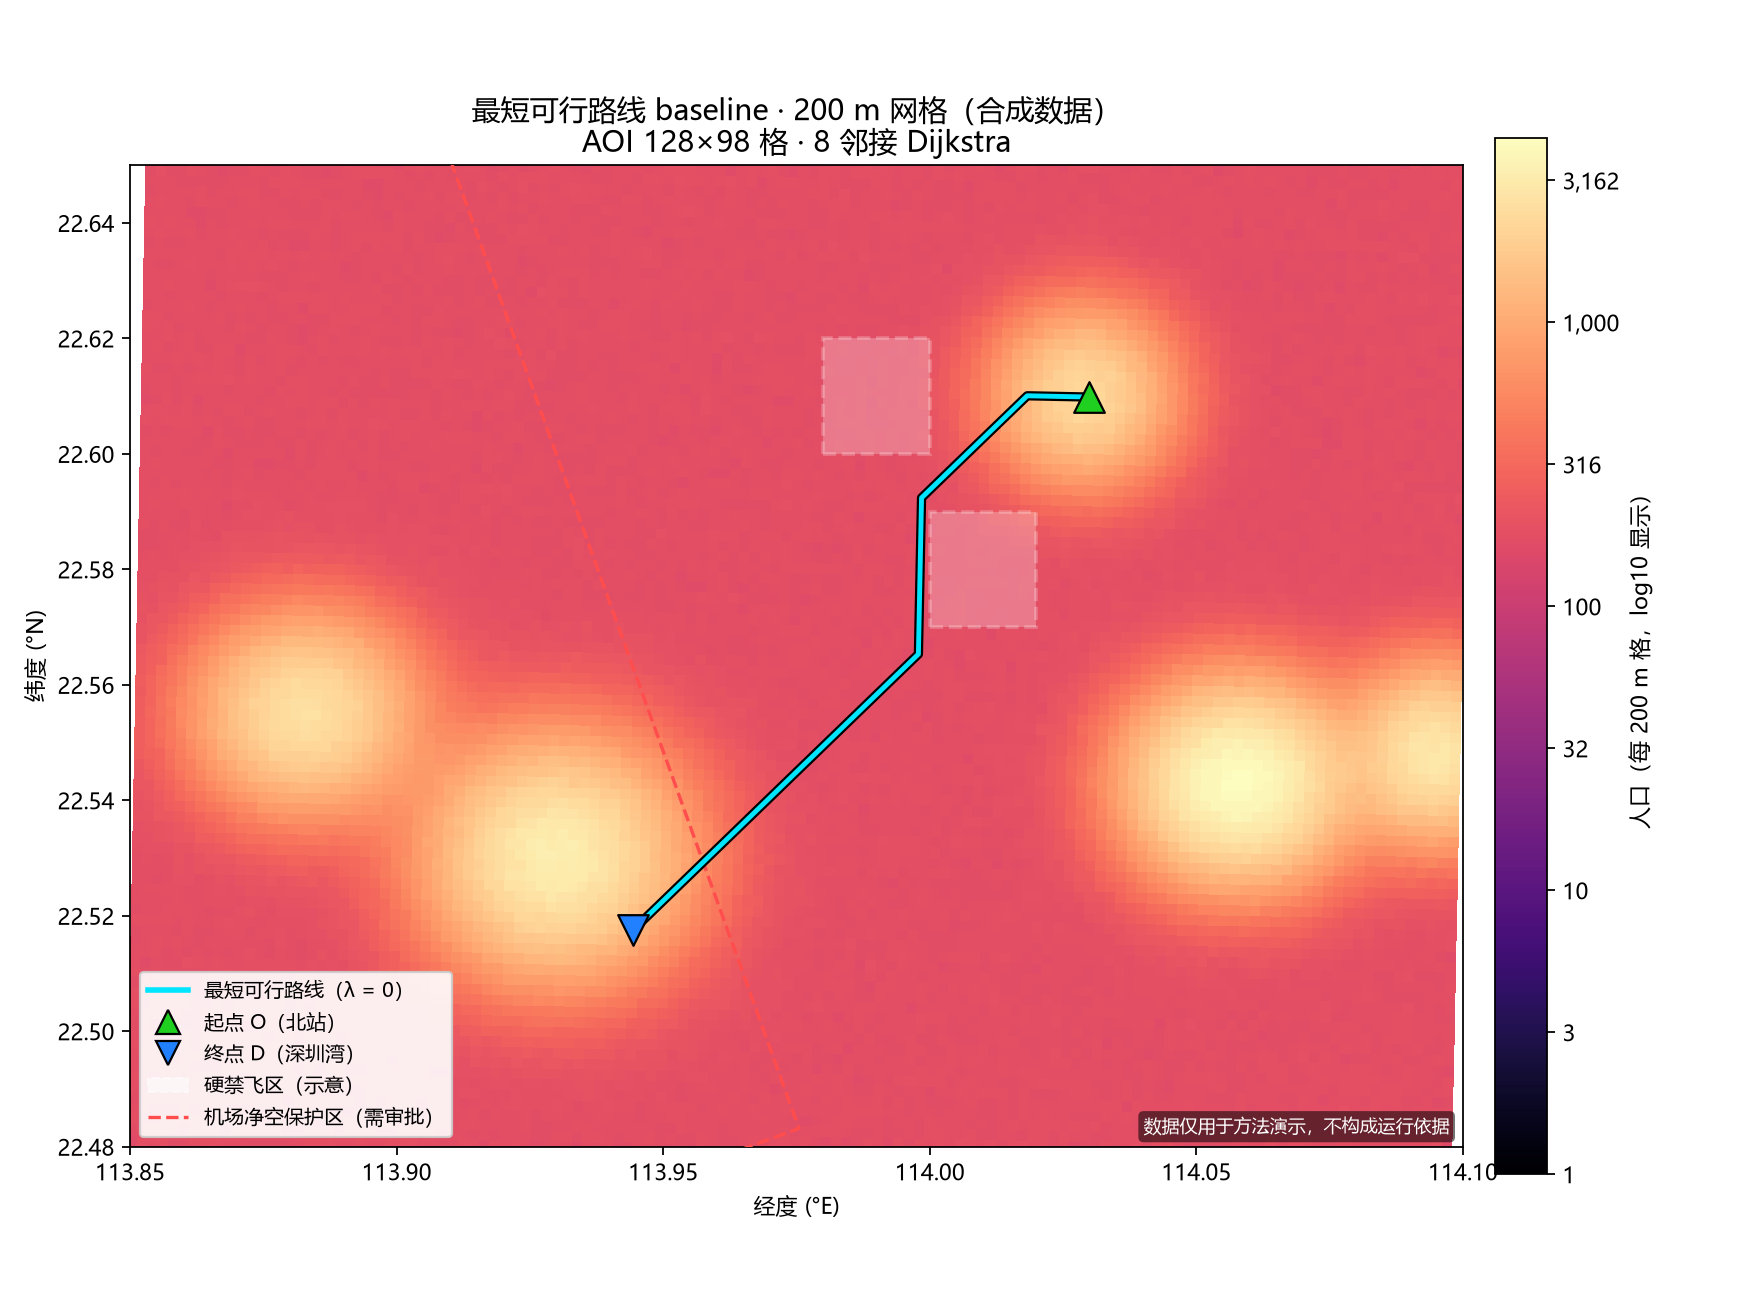 最短可行路线 baseline · 200 m 网格（合成数据）
AOI 128×98 格 · 8 邻接 Dijkstra
22.64
22.62
22.60
22.58
22.56
22.54
22.52
22.50
22.48
纬度 (°N)
113.85
113.90
113.95
114.00
114.05
114.10
经度 (°E)
最短可行路线（λ = 0）
起点 O（北站）
终点 D（深圳湾）
硬禁飞区（示意）
机场净空保护区（需审批）
数据仅用于方法演示，不构成运行依据
3,162
1,000
316
100
32
10
3
1
人口（每 200 m 格，log10 显示）